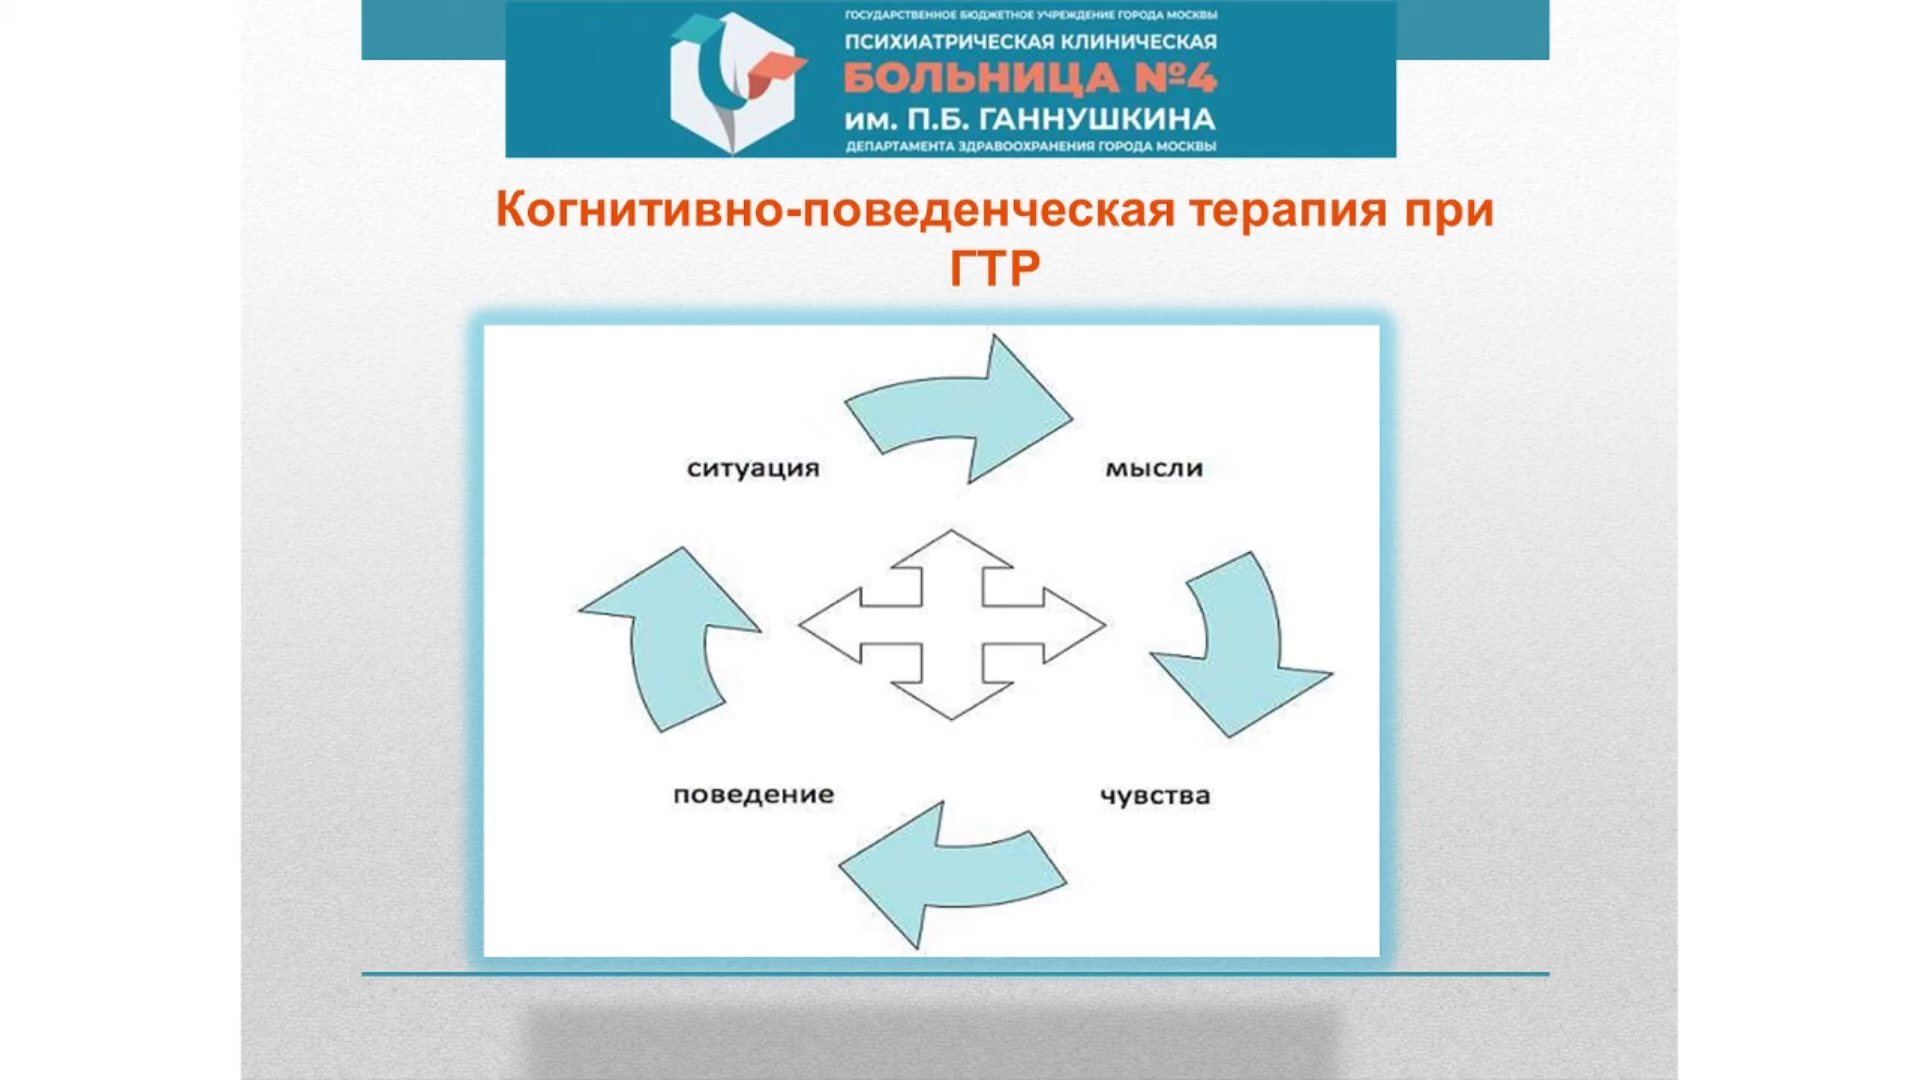 ГОСУДАРСТВЕННОЕ БЮДЖЕТНОЕ УЧРЕЖДЕНИЕ ГОРОДА МОСКВЫ
ПСИХИАТРИЧЕСКАЯ КЛИНИЧЕСКАЯ
БОЛЬНИЦА №4
им. П.Б. ГАННУШКИНА
ДЕПАРТАМЕНТА ЗДРАВООХРАНЕНИЯ ГОРОДА МОСКВЫ
Когнитивно-поведенческая терапия при
ГТР
ситуация
мысли
поведение
чувства